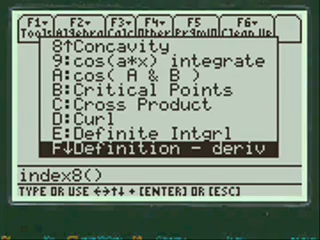 F1▾ F2▾ F3▾ F4▾ F5 F6▾
Tools Algebra Calc Other PrgmIO Clean Up
8↑Concavity
9:cos(a*x) integrate
A:cos( A & B )
B:Critical Points
C:Cross Product
D:Curl
E:Definite Intgrl
F↓Definition - deriv
index8()
TYPE OR USE ←→↑↓ + [ENTER] OR [ESC]